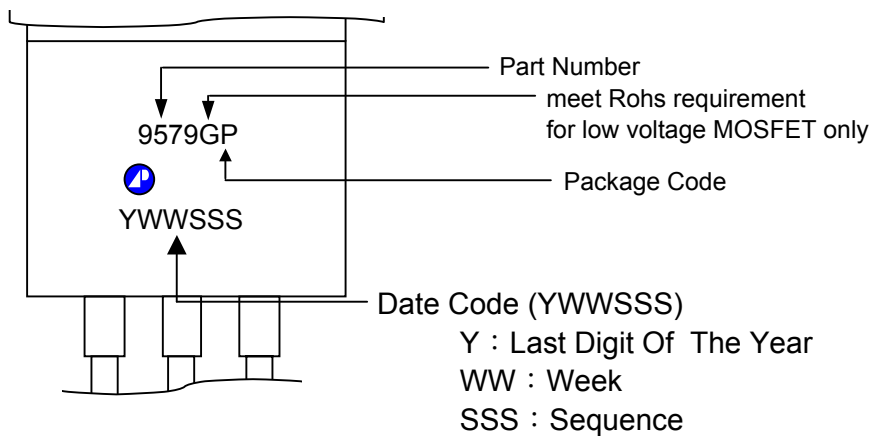 Part Number
meet Rohs requirement
for low voltage MOSFET only
9579GP
Package Code
YWWSSS
Date Code (YWWSSS)
Y：Last Digit Of The Year
WW：Week
SSS：Sequence